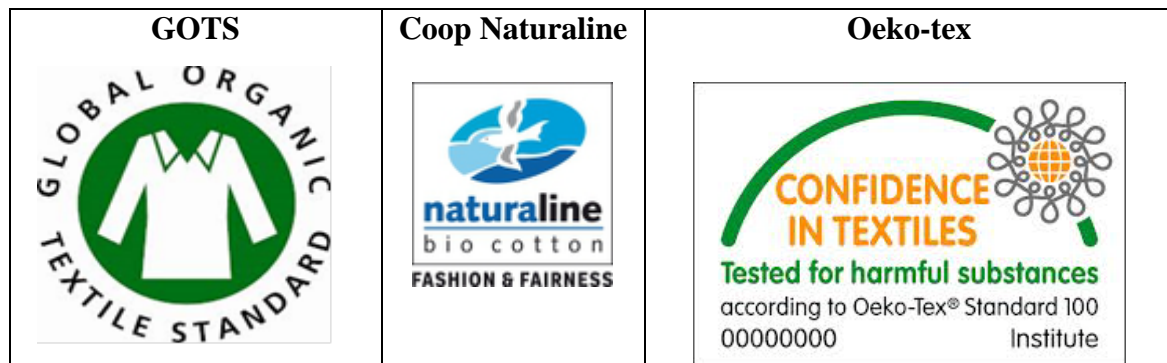 GOTS
Coop Naturaline
Oeko-tex
GLOBAL ORGANIC
TEXTILE STANDARD
naturaline
bio cotton
FASHION & FAIRNESS
CONFIDENCE
IN TEXTILES
Tested for harmful substances
according to Oeko-Tex® Standard 100
00000000 Institute